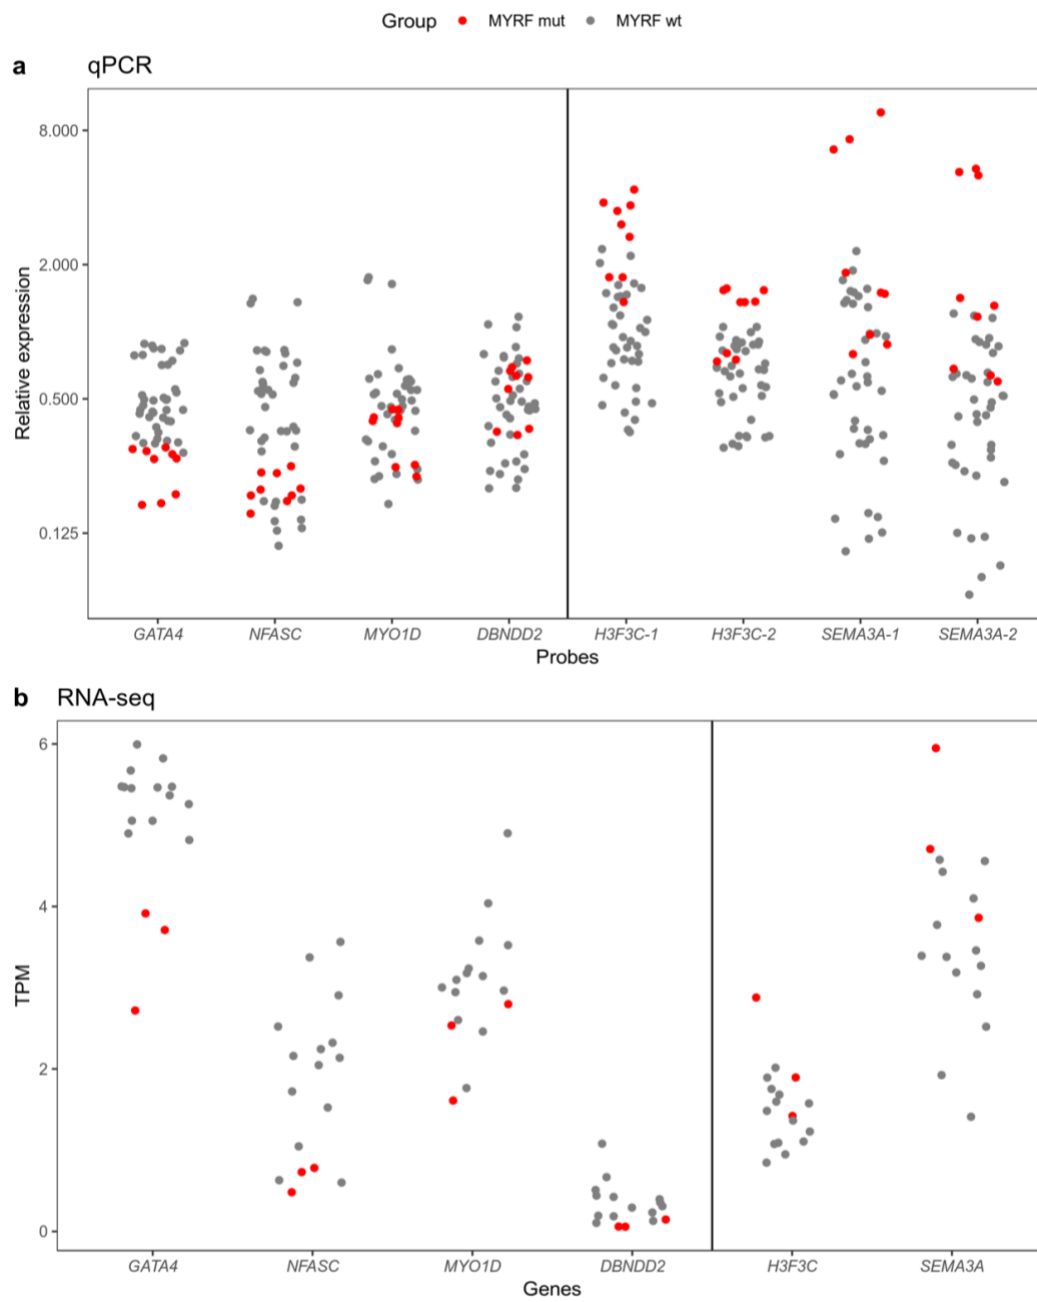 Group MYRF mut MYRF wt
a qPCR
Relative expression
8.000
2.000
0.500
0.125
GATA4 NFASC MYO1D DBNDD2 H3F3C-1 H3F3C-2 SEMA3A-1 SEMA3A-2
Probes
b RNA-seq
TPM
6
4
2
0
GATA4 NFASC MYO1D DBNDD2 H3F3C SEMA3A
Genes